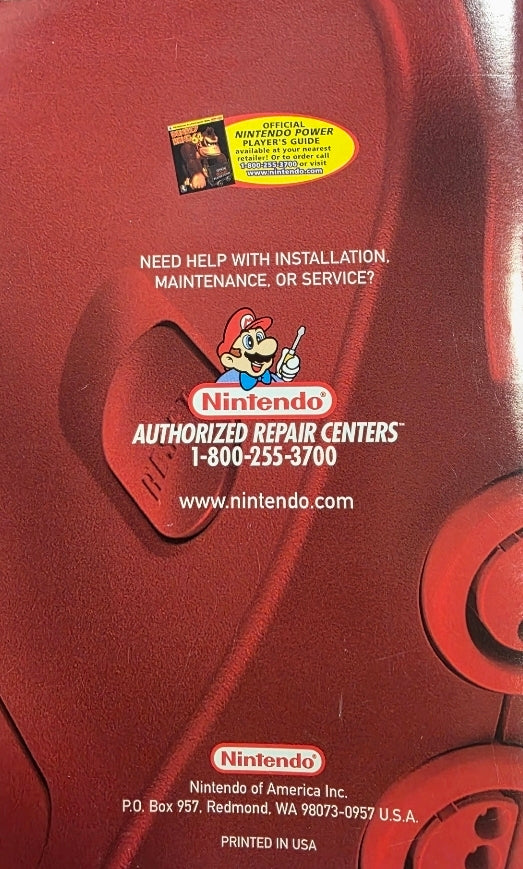 OFFICIAL
NINTENDO POWER
PLAYER'S GUIDE
available at your nearest
retailer! Or to order call
1-800-255-3700 or visit
www.nintendo.com
NEED HELP WITH INSTALLATION,
MAINTENANCE, OR SERVICE?
Nintendo®
AUTHORIZED REPAIR CENTERS™
1-800-255-3700
www.nintendo.com
Nintendo®
Nintendo of America Inc.
P.O. Box 957, Redmond, WA 98073-0957 U.S.A.
PRINTED IN USA